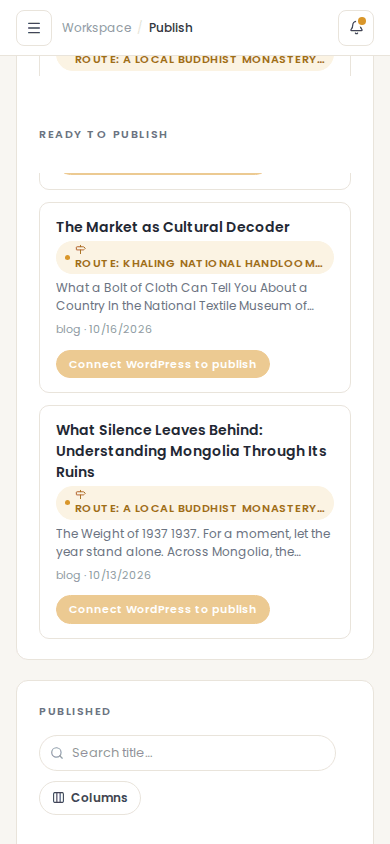 Workspace / Publish
ROUTE: A LOCAL BUDDHIST MONASTERY…
READY TO PUBLISH
The Market as Cultural Decoder
ROUTE: KHALING NATIONAL HANDLOOM…
What a Bolt of Cloth Can Tell You About a
Country In the National Textile Museum of…
blog · 10/16/2026
Connect WordPress to publish
What Silence Leaves Behind:
Understanding Mongolia Through Its
Ruins
ROUTE: A LOCAL BUDDHIST MONASTERY…
The Weight of 1937 1937. For a moment, let the
year stand alone. Across Mongolia, the…
blog · 10/13/2026
Connect WordPress to publish
PUBLISHED
Search title…
Columns